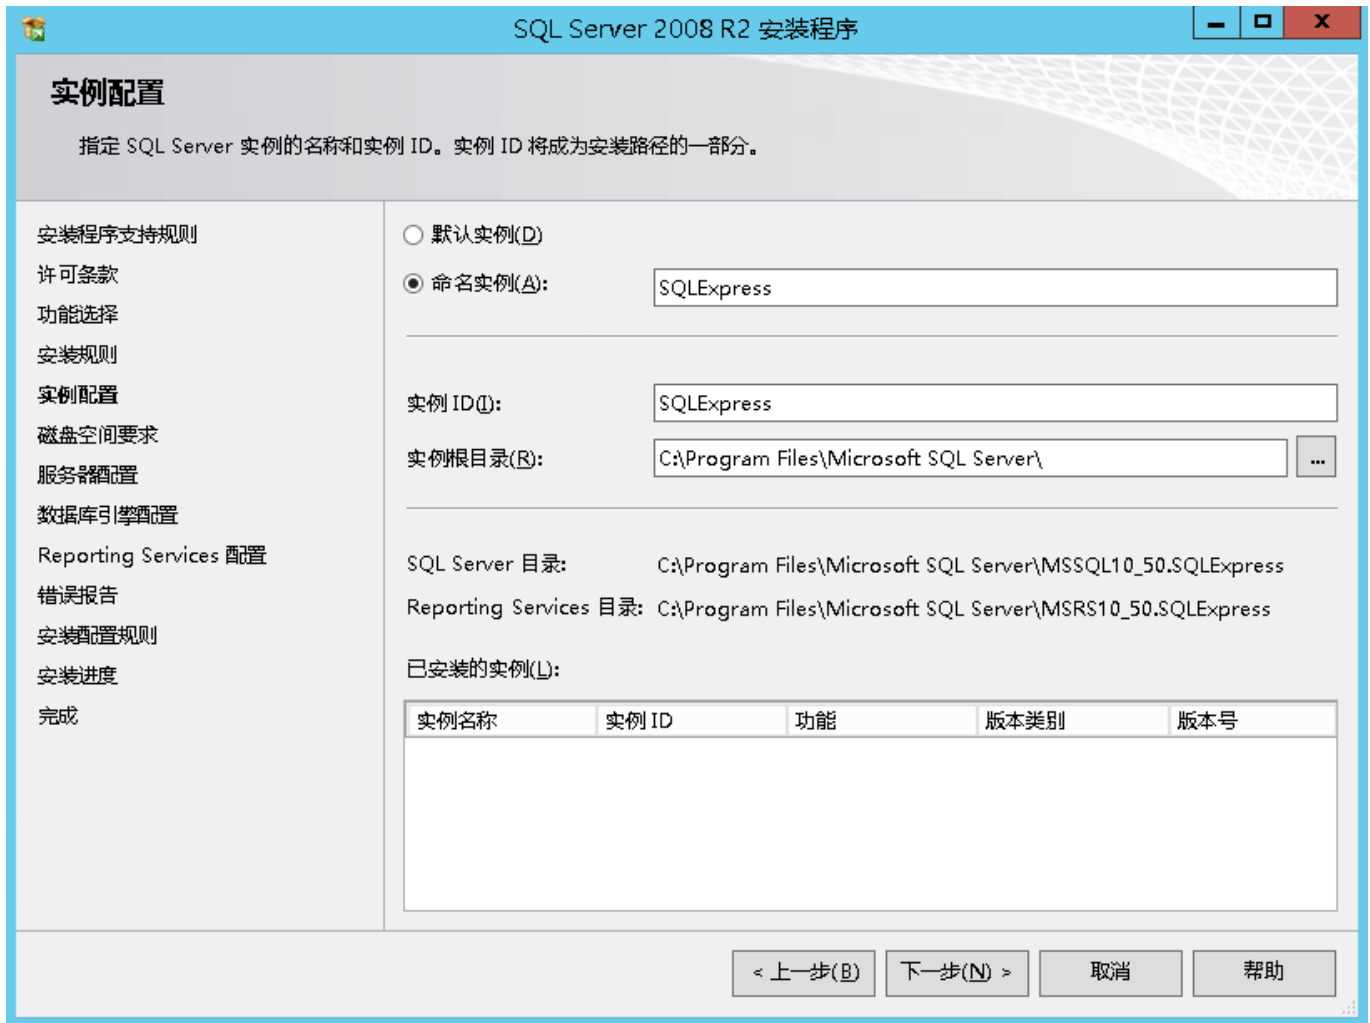 SQL Server 2008 R2 安装程序
实例配置
指定 SQL Server 实例的名称和实例 ID。实例 ID 将成为安装路径的一部分。
安装程序支持规则
许可条款
功能选择
安装规则
实例配置
磁盘空间要求
服务器配置
数据库引擎配置
Reporting Services 配置
错误报告
安装配置规则
安装进度
完成
默认实例(D)
命名实例(A): SQLExpress
实例 ID(I): SQLExpress
实例根目录(R): C:\Program Files\Microsoft SQL Server\ ...
SQL Server 目录: C:\Program Files\Microsoft SQL Server\MSSQL10_50.SQLExpress
Reporting Services 目录: C:\Program Files\Microsoft SQL Server\MSRS10_50.SQLExpress
已安装的实例(L):
实例名称 实例 ID 功能 版本类别 版本号
< 上一步(B) 下一步(N) > 取消 帮助